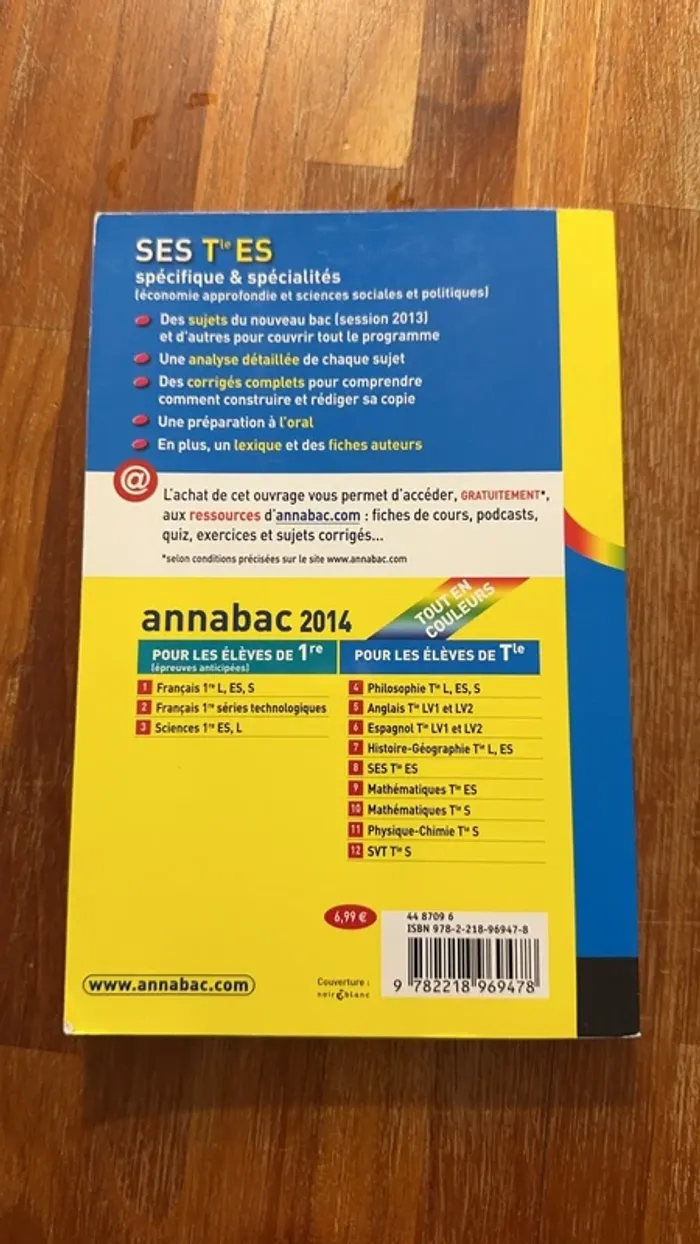 SES Tle ES
spécifique & spécialités
(économie approfondie et sciences sociales et politiques)
Des sujets du nouveau bac (session 2013)
et d'autres pour couvrir tout le programme
Une analyse détaillée de chaque sujet
Des corrigés complets pour comprendre
comment construire et rédiger sa copie
Une préparation à l'oral
En plus, un lexique et des fiches auteurs
@
L'achat de cet ouvrage vous permet d'accéder, GRATUITEMENT*,
aux ressources d'annabac.com : fiches de cours, podcasts,
quiz, exercices et sujets corrigés...
*selon conditions précisées sur le site www.annabac.com
annabac 2014
TOUT EN
COULEURS
POUR LES ÉLÈVES DE 1re
(épreuves anticipées)
1 Français 1re L, ES, S
2 Français 1re séries technologiques
3 Sciences 1re ES, L
POUR LES ÉLÈVES DE Tle
4 Philosophie Tle L, ES, S
5 Anglais Tle LV1 et LV2
6 Espagnol Tle LV1 et LV2
7 Histoire-Géographie Tle L, ES
8 SES Tle ES
9 Mathématiques Tle ES
10 Mathématiques Tle S
11 Physique-Chimie Tle S
12 SVT Tle S
6,99 €
44 8709 6
ISBN 978-2-218-96947-8
9 782218 969478
www.annabac.com
Couverture :
noir&blanc